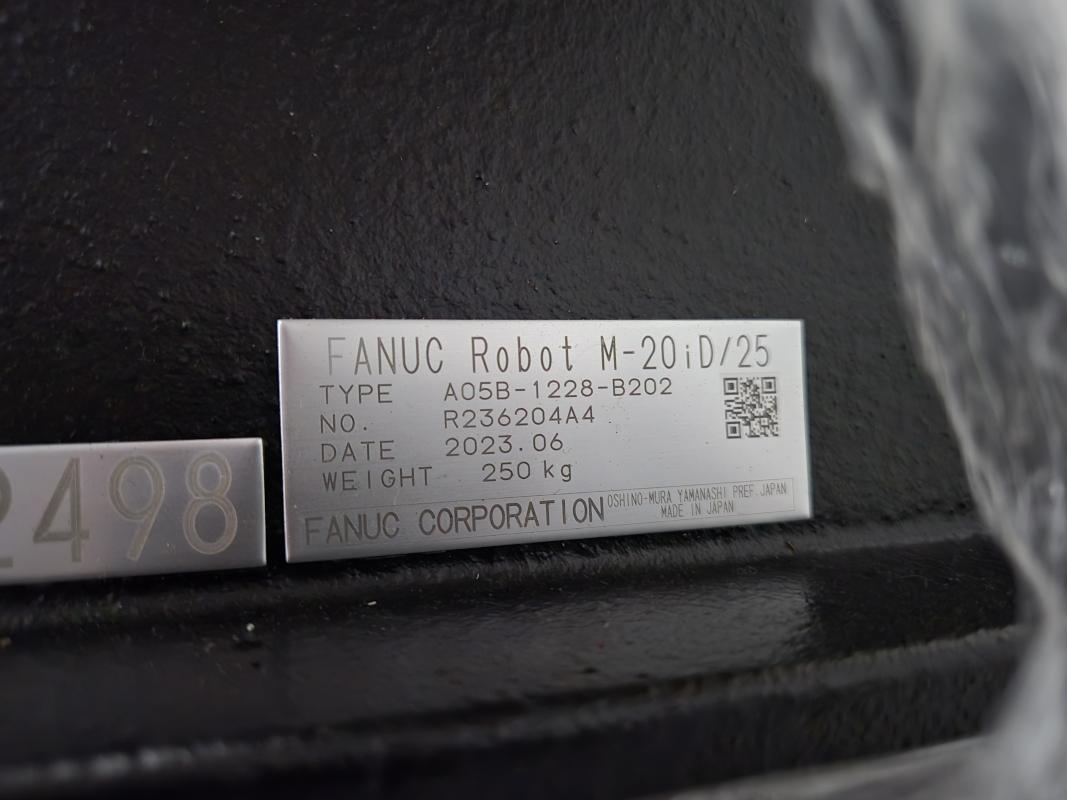 FANUC Robot M-20iD/25
TYPE A05B-1228-B202
NO. R236204A4
DATE 2023.06
WEIGHT 250 kg
FANUC CORPORATION OSHINO-MURA YAMANASHI PREF. JAPAN
MADE IN JAPAN
2498